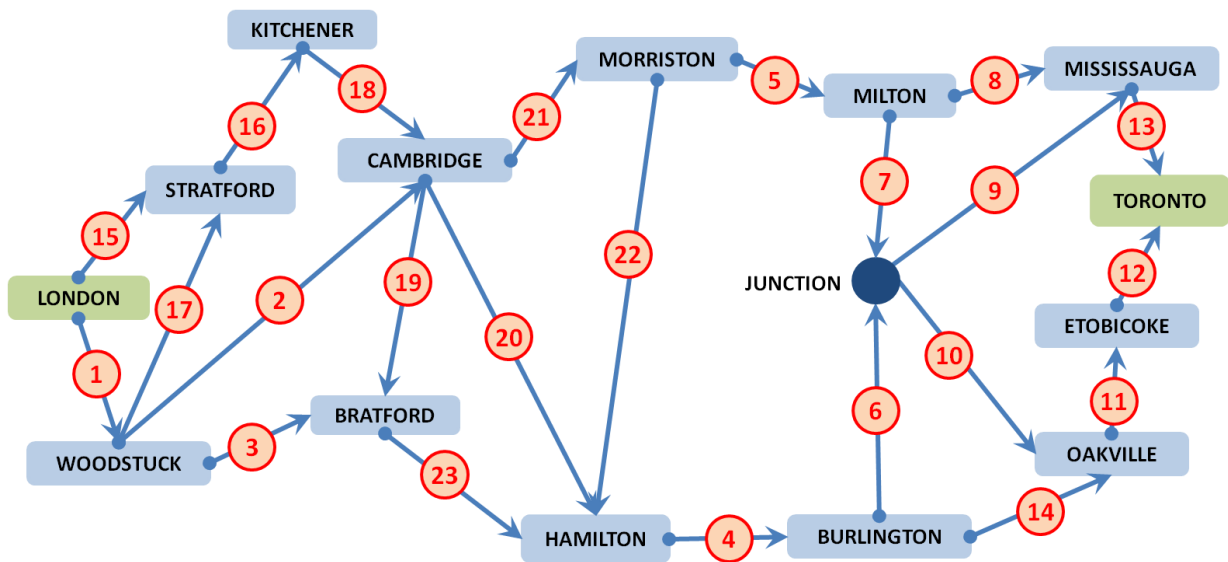 KITCHENER
MORRISTON
MISSISSAUGA
5
8
18
MILTON
21
16
13
CAMBRIDGE
STRATFORD
7
9
TORONTO
15
22
12
LONDON
17
2
19
JUNCTION
ETOBICOKE
20
10
1
11
BRATFORD
6
3
WOODSTUCK
OAKVILLE
23
14
HAMILTON
4
BURLINGTON